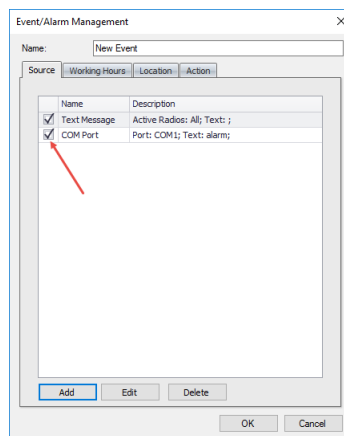 Event/Alarm Management
Name: New Event
Source Working Hours Location Action
Name Description
Text Message Active Radios: All; Text: ;
COM Port Port: COM1; Text: alarm;
Add Edit Delete
OK Cancel